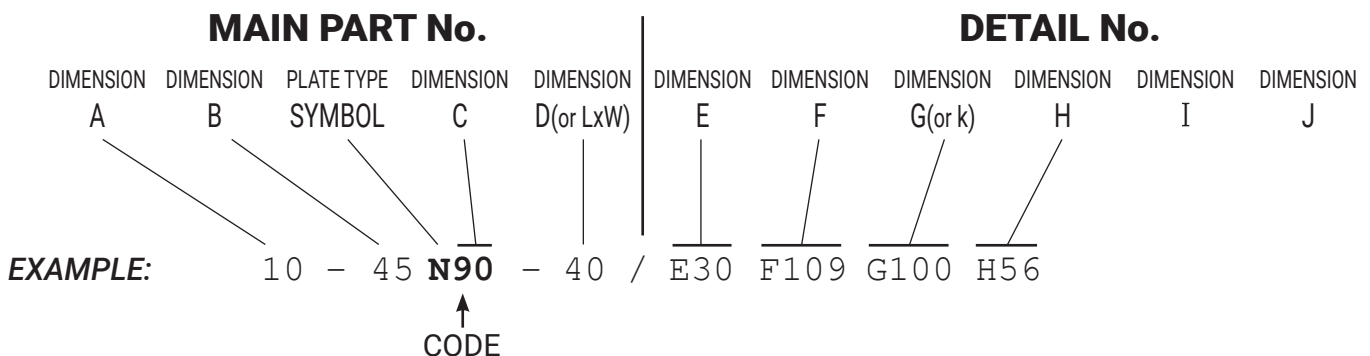 MAIN PART No. DETAIL No.
DIMENSION DIMENSION PLATE TYPE DIMENSION DIMENSION DIMENSION DIMENSION DIMENSION DIMENSION DIMENSION DIMENSION
A B SYMBOL C D(or LxW) E F G(or k) H I J
EXAMPLE: 10 – 45 N90 – 40 / E30 F109 G100 H56
CODE